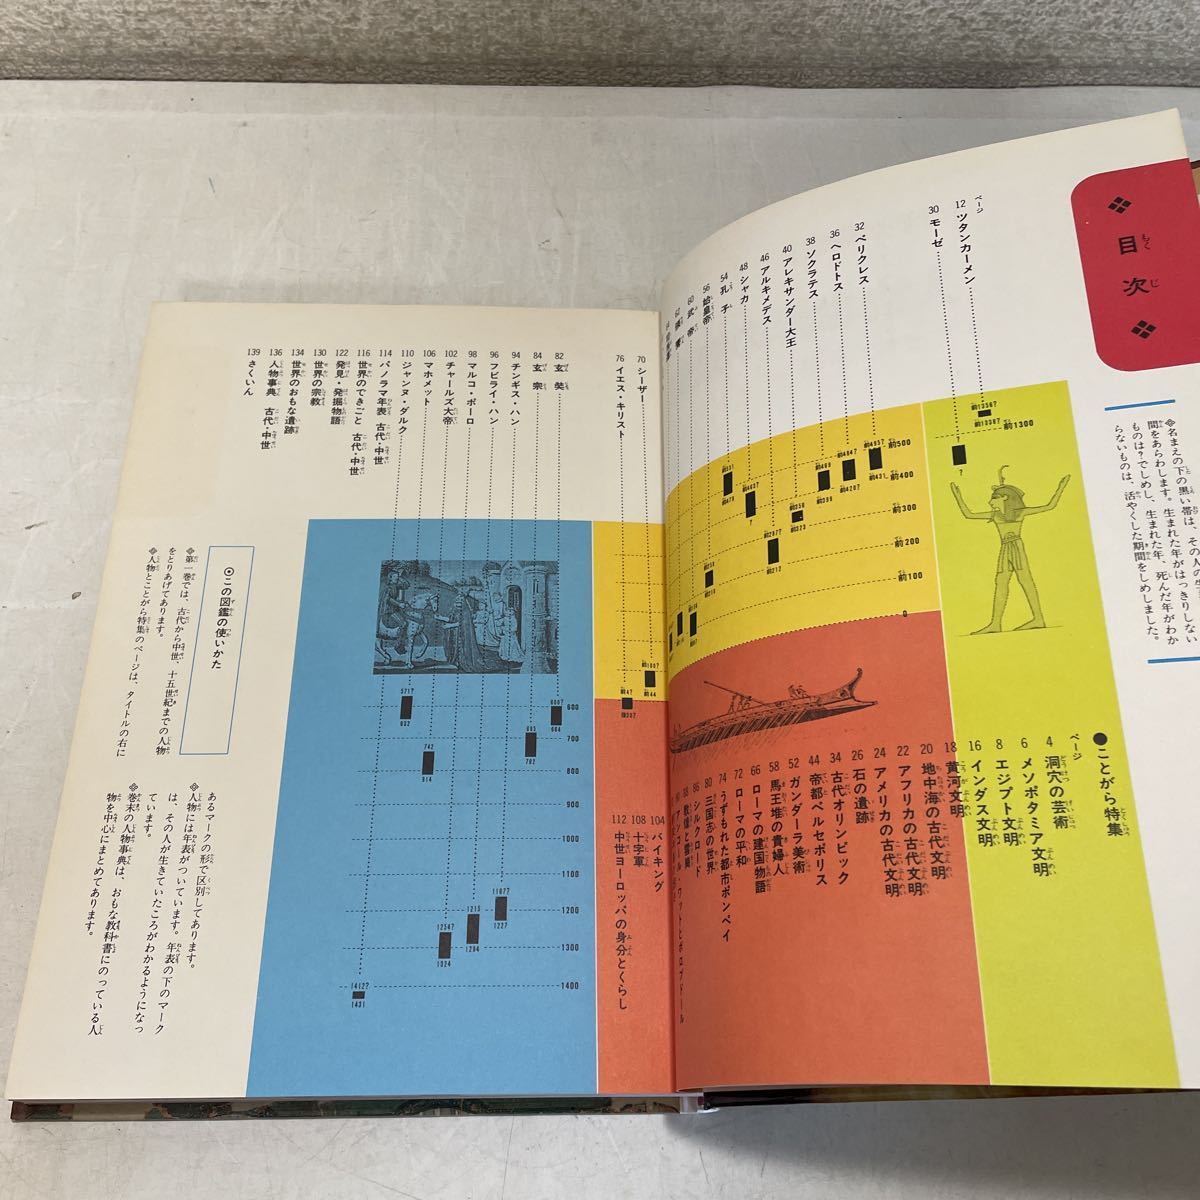 目次
◆名まえの下の黒い帯は、その人の生
間をあらわします。生まれた年がはっきりしない
ものは?でしめし、生まれた年、死んだ年がわか
らないものは、活やくした期間をしめしました。
ページ
12 ツタンカーメン
30 モーゼ
32 ペリクレス
36 ヘロドトス
38 ソクラテス
40 アレキサンダー大王
46 アルキメデス
48 シャカ
54 孔子
56 始皇帝
60 武帝
62
70 シーザー
76 イエス・キリスト
82 玄奘
84 玄宗
94 チンギス・ハン
96 フビライ・ハン
98 マルコ・ポーロ
102 チャールズ大帝
106 マホメット
110 ジャンヌ・ダルク
114 パノラマ年表 古代・中世
116 世界のできごと 古代・中世
122 発見・発掘物語
130 世界の宗教
134 世界のおもな遺跡
136 人物事典 古代・中世
139 さくいん
前1300
前500
前400
前300
前200
前100
0
600
700
800
900
1000
1100
1200
1300
1400
●ことがら特集
ページ
4 洞穴の芸術
6 メソポタミア文明
8 エジプト文明
16 インダス文明
18 黄河文明
20 地中海の古代文明
22 アフリカの古代文明
24 アメリカの古代文明
26 石の遺跡
34 古代オリンピック
44 帝都ペルセポリス
52 ガンダーラ美術
58 馬王堆の貴婦人
66 ローマの建国物語
72 ローマの平和
74 うずもれた都市ポンペイ
80 三国志の世界
86 シルクロード
88
ワットとボロブドール
104 バイキング
108 十字軍
112 中世ヨーロッパの身分とくらし
⦿この図鑑の使いかた
◆第一巻では、古代から中世、十五世紀までの人物
をとりあげてあります。
◆人物とことがら特集のページは、タイトルの右に
あるマークの形で区別してあります。
◆人物には年表がついています。年表の下のマーク
は、その人が生きていたころがわかるようになっ
ています。
◆巻末の人物事典は、おもな教科書にのっている人
物を中心にまとめてあります。